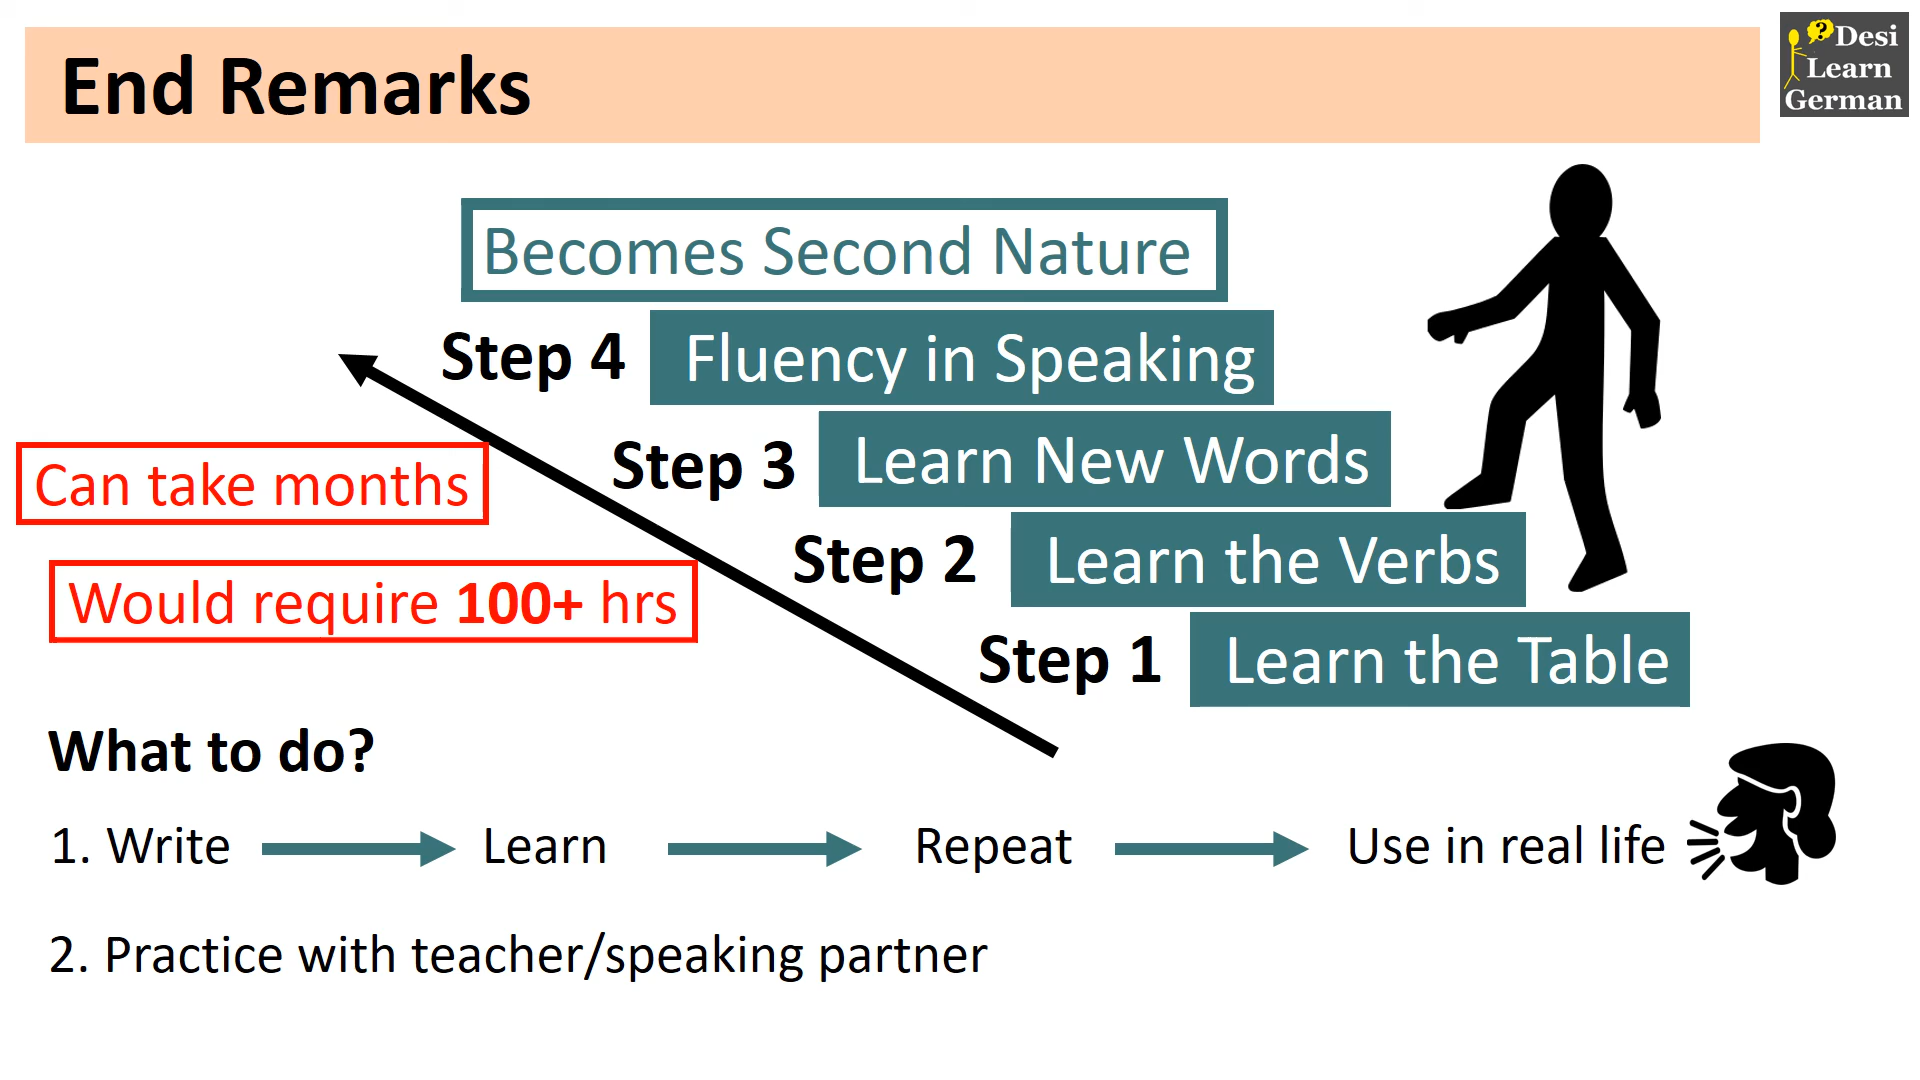 End Remarks
?
Desi
Learn
German
Becomes Second Nature
Step 4 Fluency in Speaking
Step 3 Learn New Words
Can take months
Step 2 Learn the Verbs
Would require 100+ hrs
Step 1 Learn the Table
What to do?
1. Write Learn Repeat Use in real life
2. Practice with teacher/speaking partner